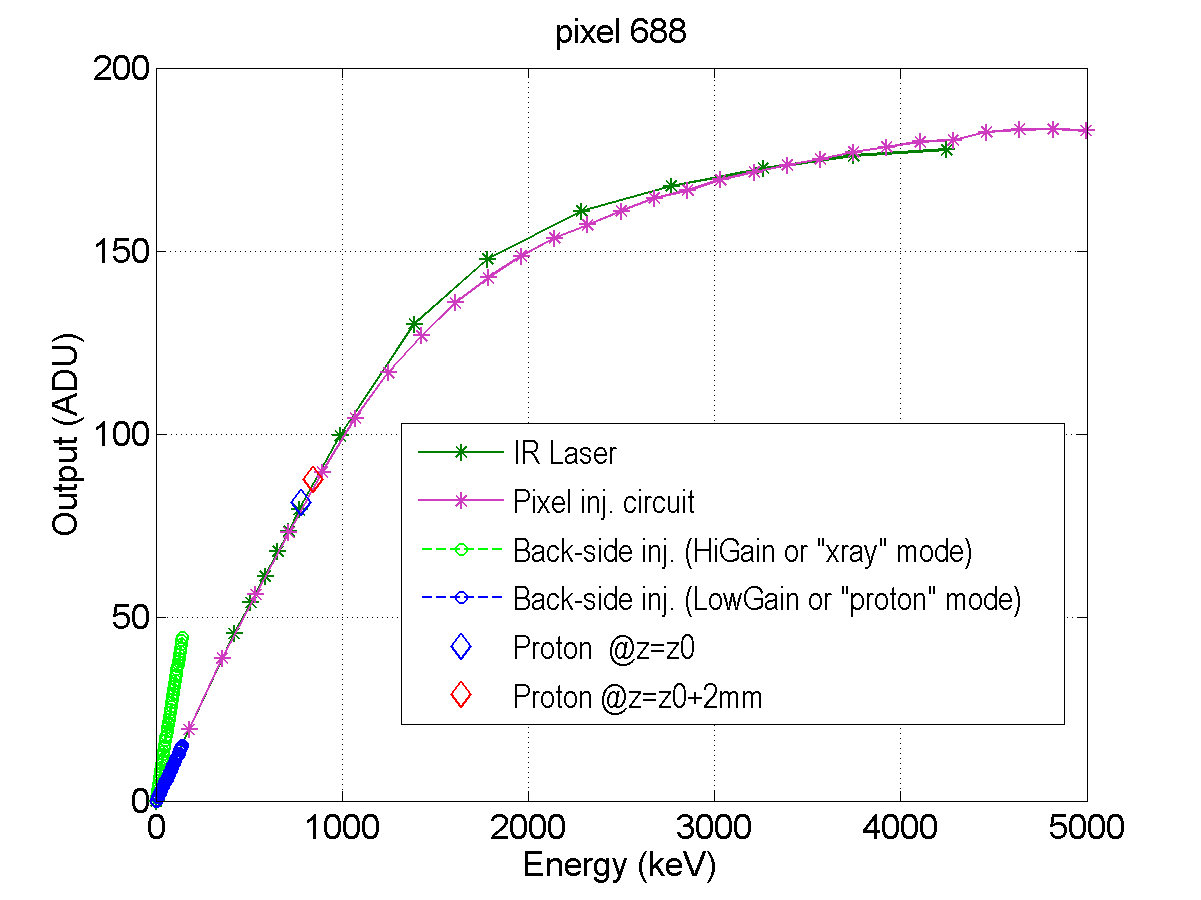 pixel 688
200
150
100
50
0
Output (ADU)
IR Laser
Pixel inj. circuit
Back-side inj. (HiGain or "xray" mode)
Back-side inj. (LowGain or "proton" mode)
Proton @z=z0
Proton @z=z0+2mm
0 1000 2000 3000 4000 5000
Energy (keV)